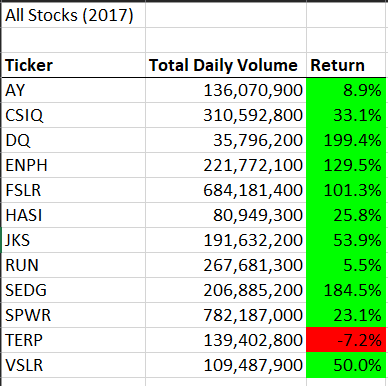 All Stocks (2017)
Ticker Total Daily Volume Return
AY 136,070,900 8.9%
CSIQ 310,592,800 33.1%
DQ 35,796,200 199.4%
ENPH 221,772,100 129.5%
FSLR 684,181,400 101.3%
HASI 80,949,300 25.8%
JKS 191,632,200 53.9%
RUN 267,681,300 5.5%
SEDG 206,885,200 184.5%
SPWR 782,187,000 23.1%
TERP 139,402,800 -7.2%
VSLR 109,487,900 50.0%